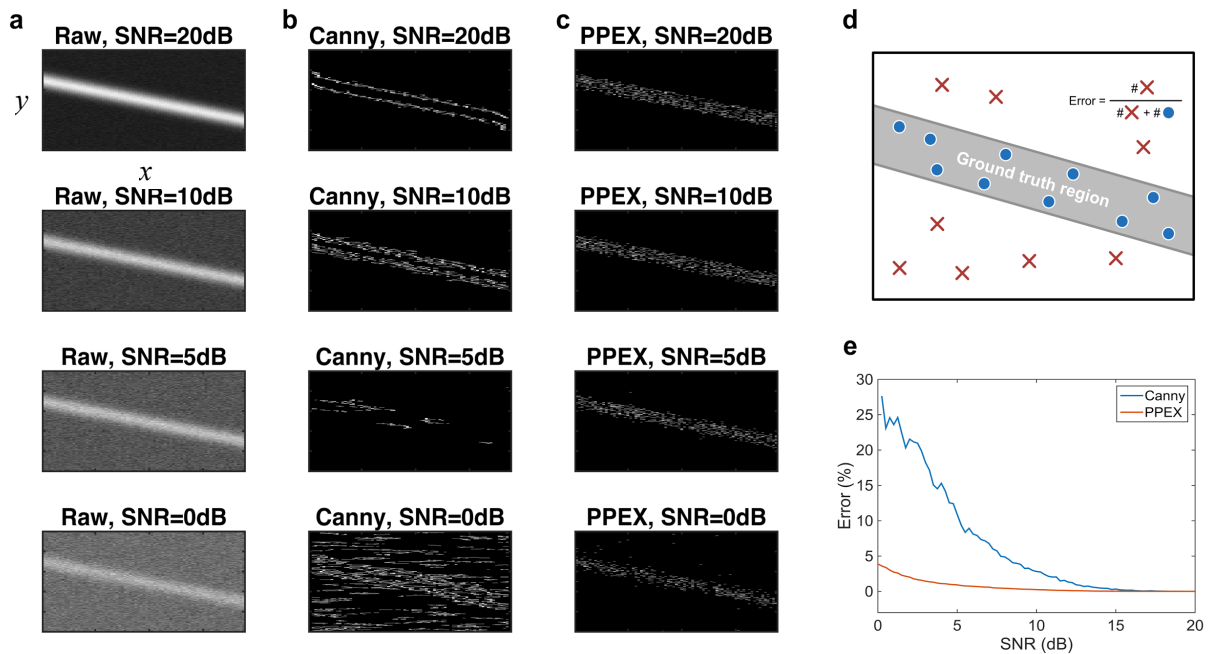 a
Raw, SNR=20dB
y
x
Raw, SNR=10dB
Raw, SNR=5dB
Raw, SNR=0dB
b
Canny, SNR=20dB
Canny, SNR=10dB
Canny, SNR=5dB
Canny, SNR=0dB
c
PPEX, SNR=20dB
PPEX, SNR=10dB
PPEX, SNR=5dB
PPEX, SNR=0dB
d
#
Error =
# + #
Ground truth region
e
30
25
20
15
10
5
0
Error (%)
Canny
PPEX
0 5 10 15 20
SNR (dB)